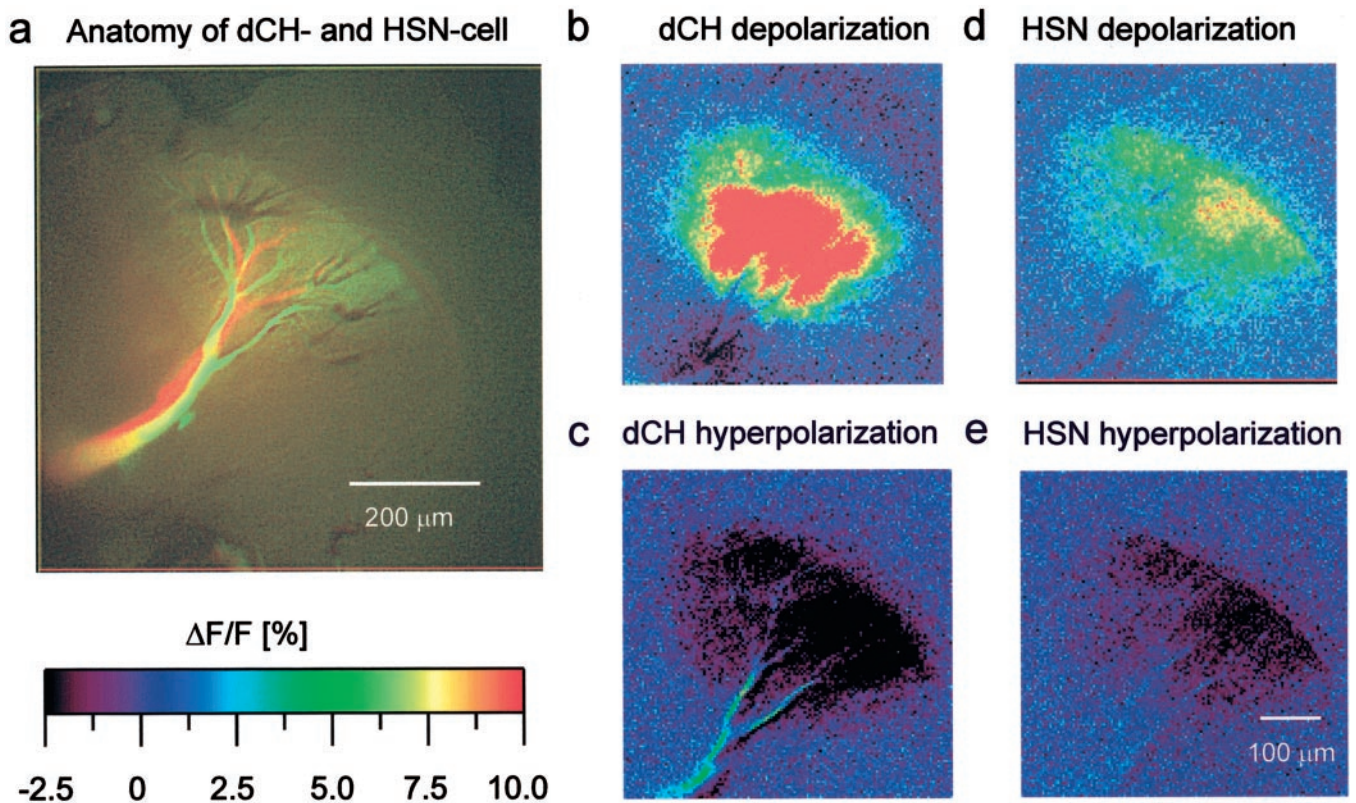 a Anatomy of dCH- and HSN-cell
200 μm
ΔF/F [%]
-2.5 0 2.5 5.0 7.5 10.0
b dCH depolarization
d HSN depolarization
c dCH hyperpolarization
e HSN hyperpolarization
100 μm